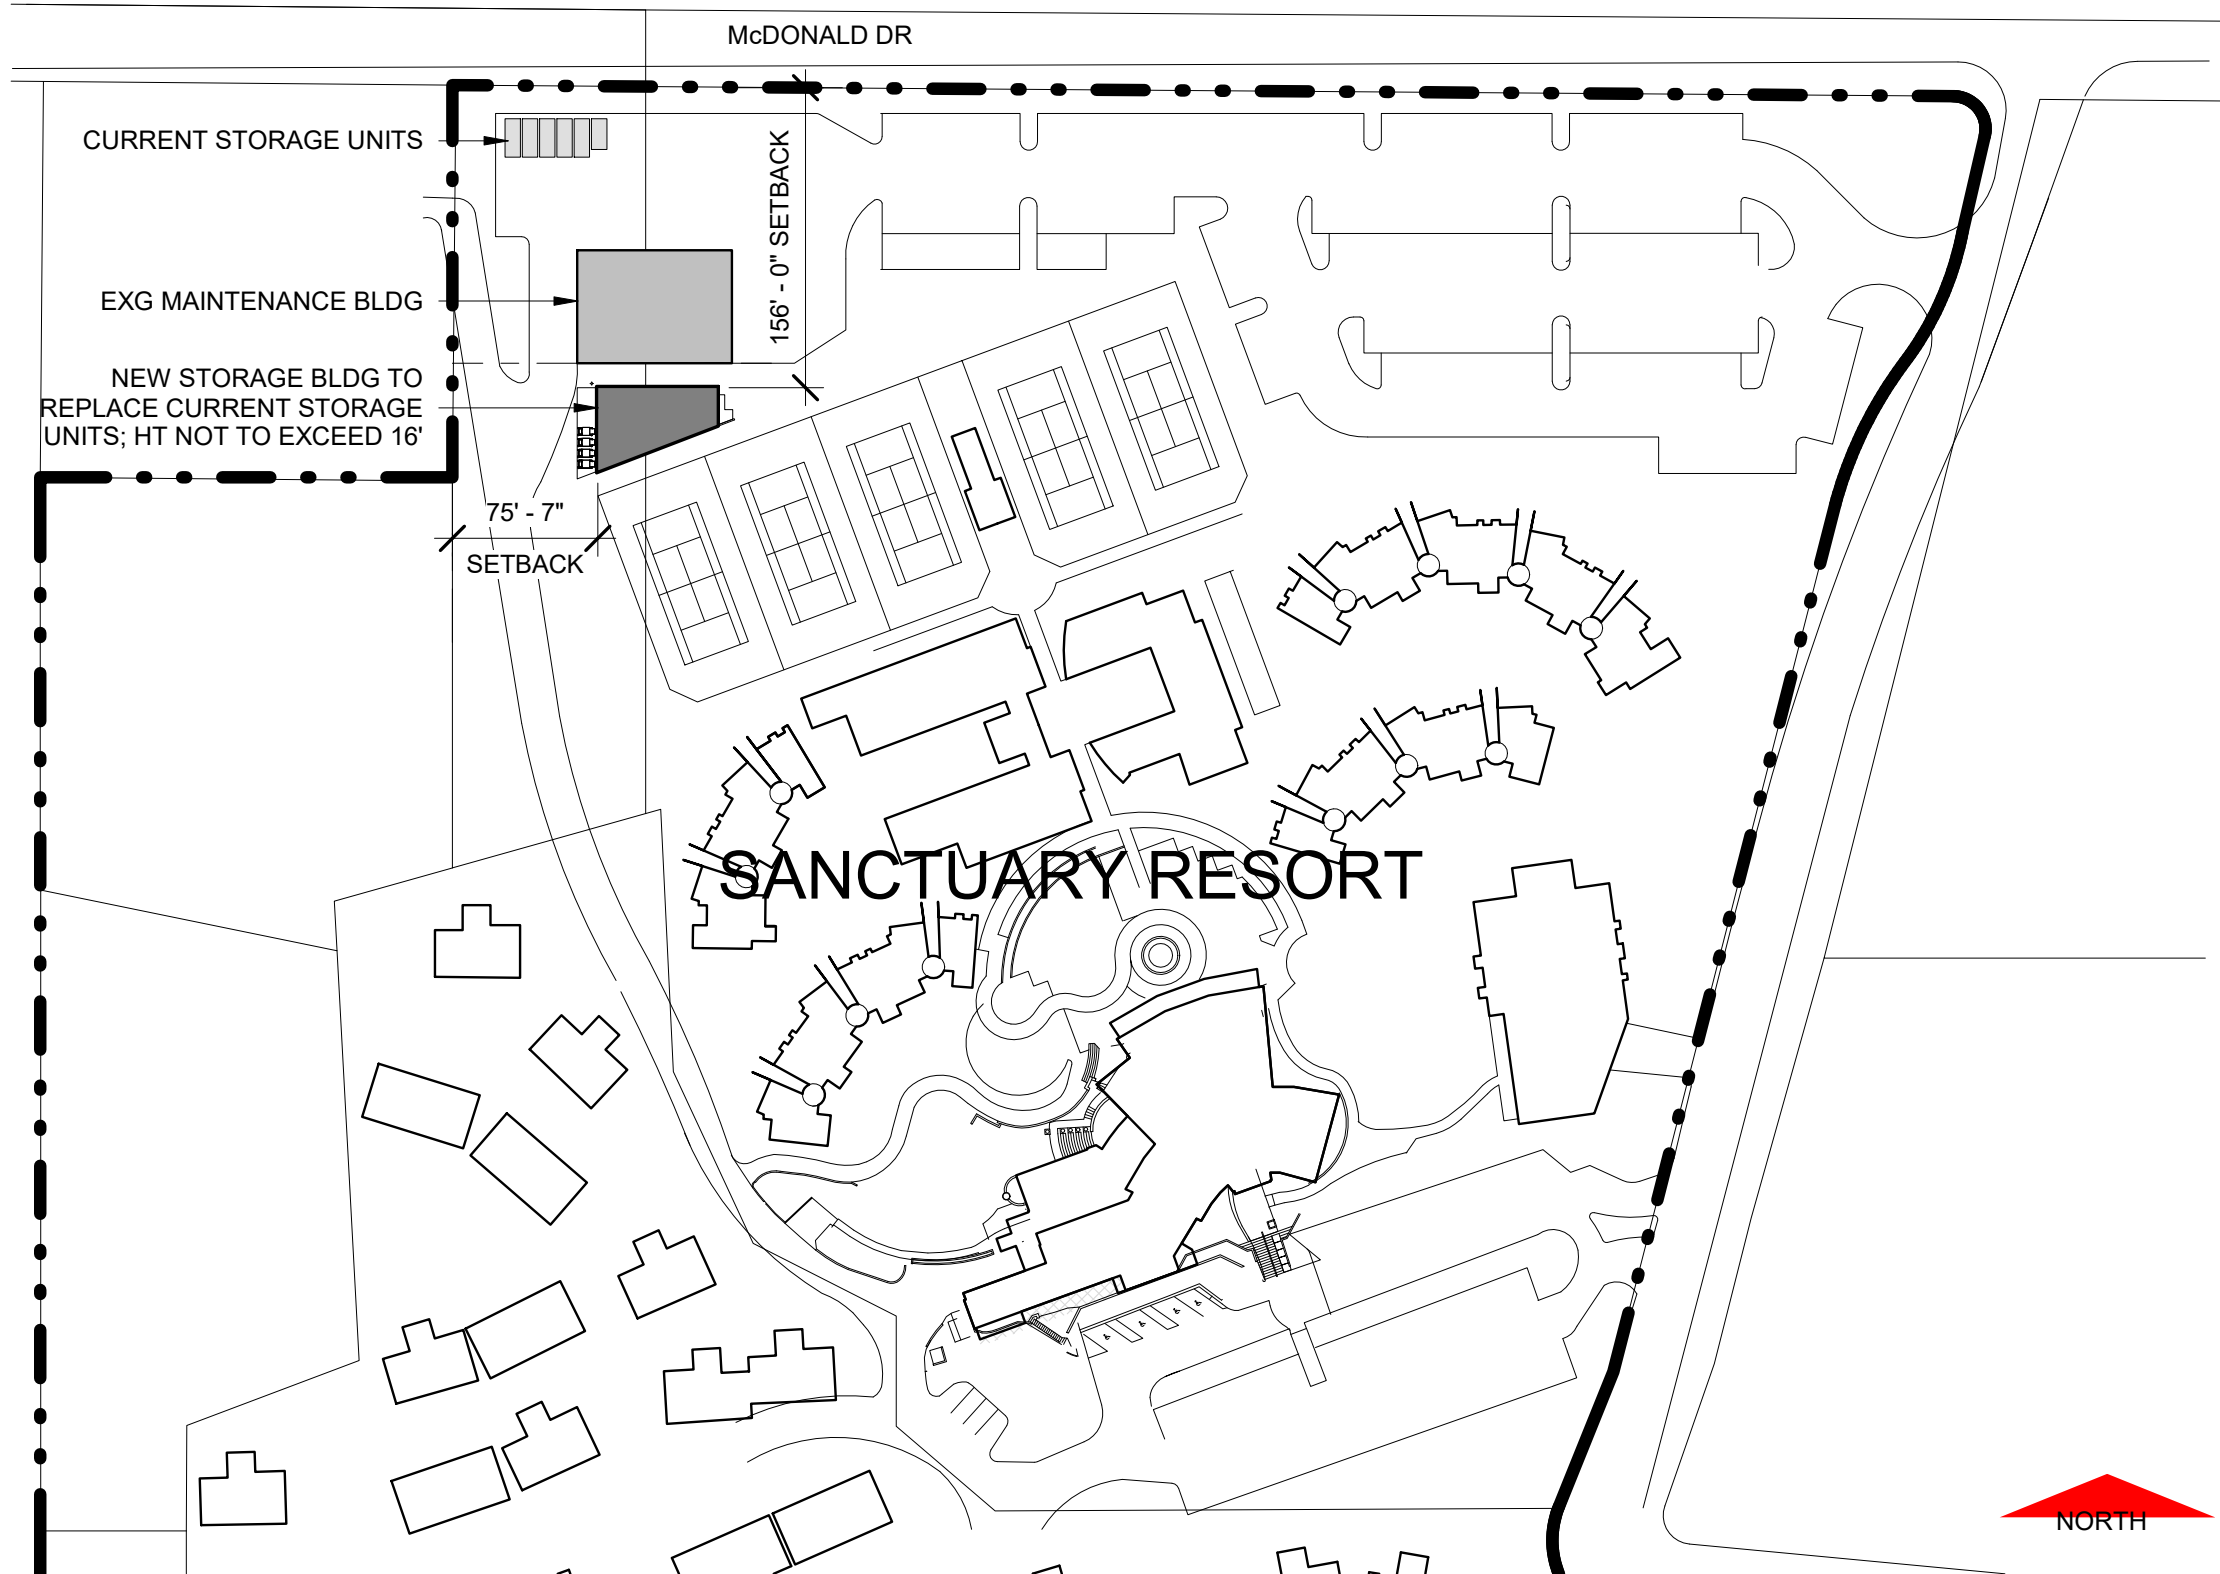 McDONALD DR
CURRENT STORAGE UNITS
156' - 0" SETBACK
EXG MAINTENANCE BLDG
NEW STORAGE BLDG TO
REPLACE CURRENT STORAGE
UNITS; HT NOT TO EXCEED 16'
75' - 7"
SETBACK
SANCTUARY RESORT
NORTH